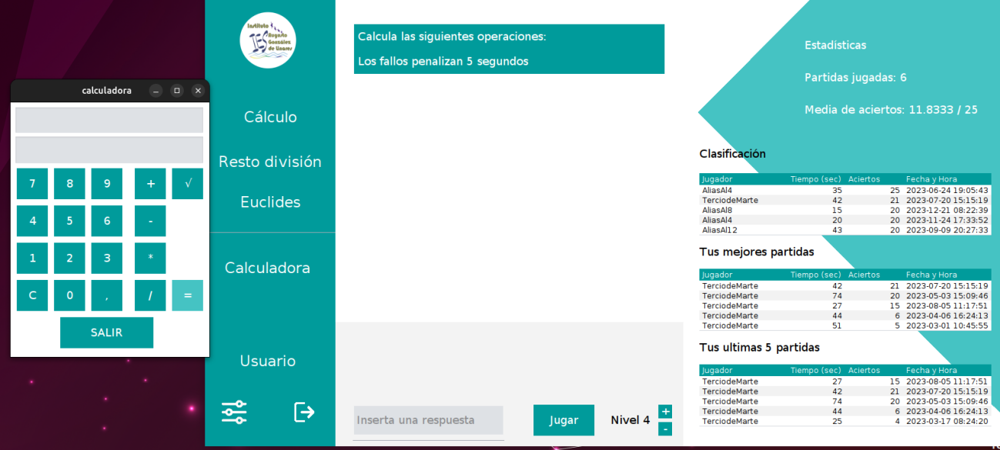 calculadora
7 8 9 + √
4 5 6 -
1 2 3 *
C 0 , / =
SALIR
Instituto
IES Augusto
González
de Linares
Cálculo
Resto división
Euclides
Calculadora
Usuario
Calcula las siguientes operaciones:
Los fallos penalizan 5 segundos
Inserta una respuesta
Jugar
Nivel 4
+
-
Estadísticas
Partidas jugadas: 6
Media de aciertos: 11.8333 / 25
Clasificación
Jugador Tiempo (sec) Aciertos Fecha y Hora
AliasAl4 35 25 2023-06-24 19:05:43
TerciodeMarte 42 21 2023-07-20 15:15:19
AliasAl8 15 20 2023-12-21 08:22:39
AliasAl4 20 20 2023-11-24 17:33:52
AliasAl12 43 20 2023-09-09 20:27:33
Tus mejores partidas
Jugador Tiempo (sec) Aciertos Fecha y Hora
TerciodeMarte 42 21 2023-07-20 15:15:19
TerciodeMarte 74 20 2023-05-03 15:09:46
TerciodeMarte 27 15 2023-08-05 11:17:51
TerciodeMarte 44 6 2023-04-06 16:24:13
TerciodeMarte 51 5 2023-03-01 10:45:55
Tus ultimas 5 partidas
Jugador Tiempo (sec) Aciertos Fecha y Hora
TerciodeMarte 27 15 2023-08-05 11:17:51
TerciodeMarte 42 21 2023-07-20 15:15:19
TerciodeMarte 74 20 2023-05-03 15:09:46
TerciodeMarte 44 6 2023-04-06 16:24:13
TerciodeMarte 25 4 2023-03-17 08:24:20